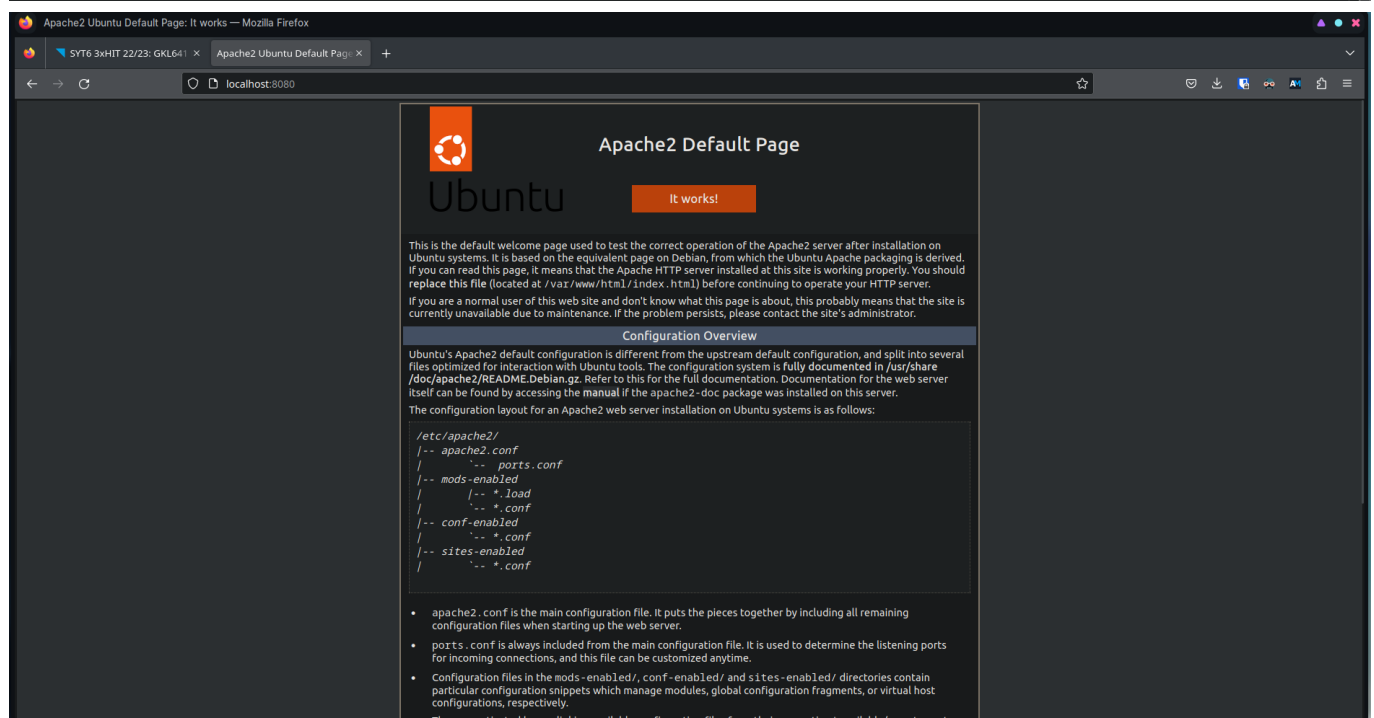 Apache2 Ubuntu Default Page: It works — Mozilla Firefox
SYT6 3xHIT 22/23: GKL641
Apache2 Ubuntu Default Page
localhost:8080
Apache2 Default Page
Ubuntu
It works!
This is the default welcome page used to test the correct operation of the Apache2 server after installation on
Ubuntu systems. It is based on the equivalent page on Debian, from which the Ubuntu Apache packaging is derived.
If you can read this page, it means that the Apache HTTP server installed at this site is working properly. You should
replace this file (located at /var/www/html/index.html) before continuing to operate your HTTP server.
If you are a normal user of this web site and don't know what this page is about, this probably means that the site is
currently unavailable due to maintenance. If the problem persists, please contact the site's administrator.
Configuration Overview
Ubuntu's Apache2 default configuration is different from the upstream default configuration, and split into several
files optimized for interaction with Ubuntu tools. The configuration system is fully documented in /usr/share
/doc/apache2/README.Debian.gz. Refer to this for the full documentation. Documentation for the web server
itself can be found by accessing the manual if the apache2-doc package was installed on this server.
The configuration layout for an Apache2 web server installation on Ubuntu systems is as follows:
/etc/apache2/
|-- apache2.conf
|       `--  ports.conf
|-- mods-enabled
|       |-- *.load
|       `-- *.conf
|-- conf-enabled
|       `-- *.conf
|-- sites-enabled
|       `-- *.conf
• apache2.conf is the main configuration file. It puts the pieces together by including all remaining
configuration files when starting up the web server.
• ports.conf is always included from the main configuration file. It is used to determine the listening ports
for incoming connections, and this file can be customized anytime.
• Configuration files in the mods-enabled/, conf-enabled/ and sites-enabled/ directories contain
particular configuration snippets which manage modules, global configuration fragments, or virtual host
configurations, respectively.